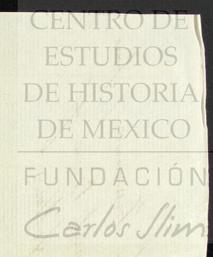 CENTRO DE
ESTUDIOS
DE HISTORIA
DE MEXICO
FUNDACIÓN
Carlos Slim